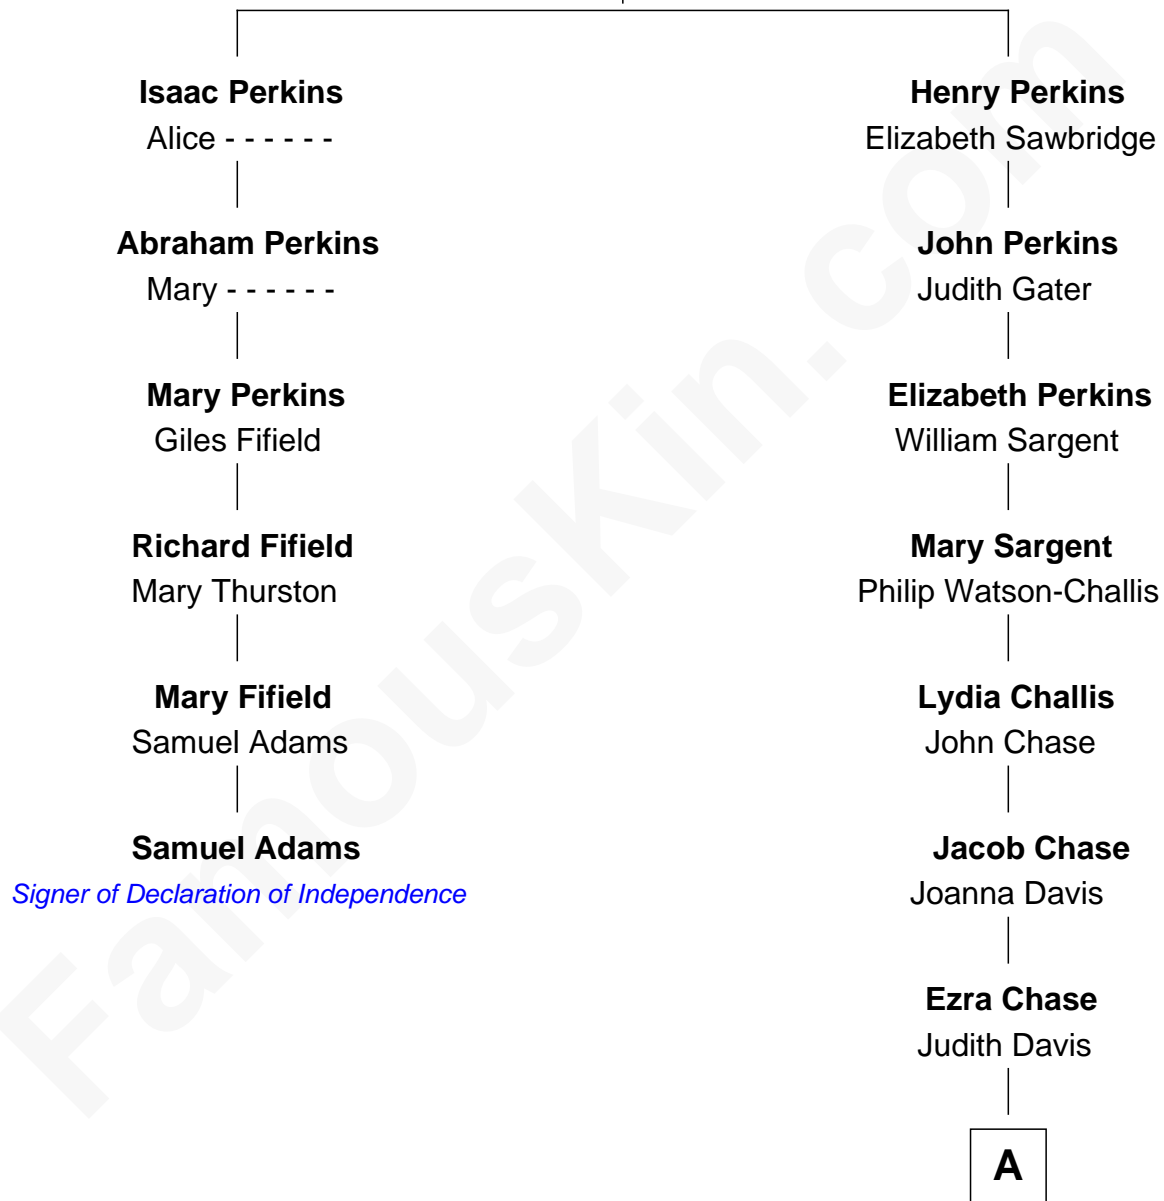 Isaac Perkins
Alice - - - - - -
Abraham Perkins
Mary - - - - - -
Mary Perkins
Giles Fifield
Richard Fifield
Mary Thurston
Mary Fifield
Samuel Adams
Samuel Adams
Signer of Declaration of Independence
Henry Perkins
Elizabeth Sawbridge
John Perkins
Judith Gater
Elizabeth Perkins
William Sargent
Mary Sargent
Philip Watson-Challis
Lydia Challis
John Chase
Jacob Chase
Joanna Davis
Ezra Chase
Judith Davis
A
FamousKin.com